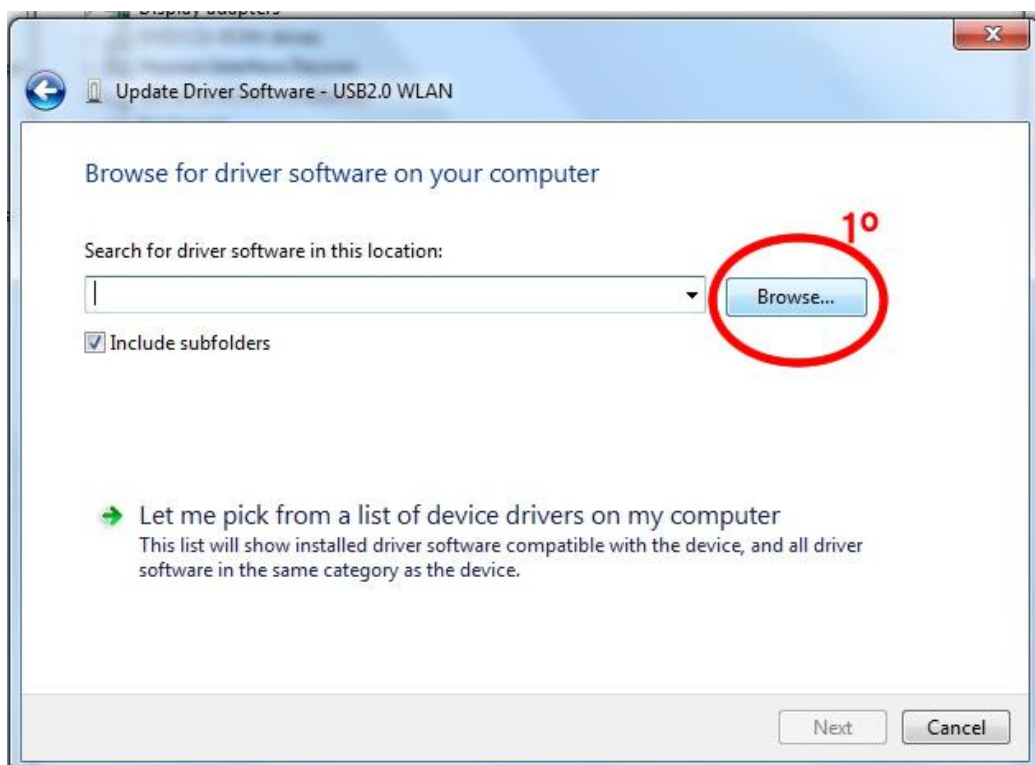 Display adapters
Update Driver Software - USB2.0 WLAN
Browse for driver software on your computer
1º
Search for driver software in this location:
Browse...
Include subfolders
Let me pick from a list of device drivers on my computer
This list will show installed driver software compatible with the device, and all driver
software in the same category as the device.
Next
Cancel